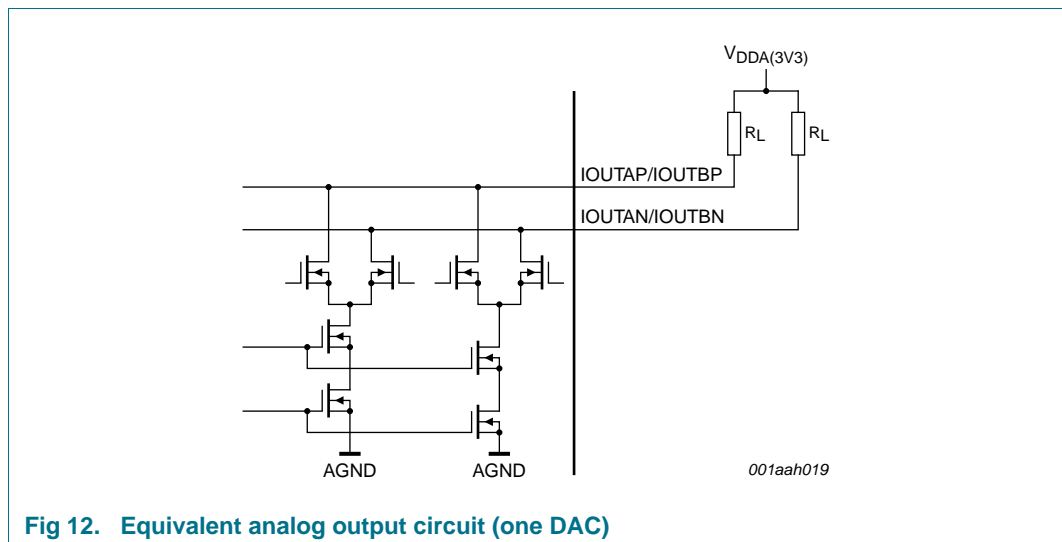 VDDA(3V3)
RL RL
IOUTAP/IOUTBP
IOUTAN/IOUTBN
AGND AGND
001aah019
Fig 12. Equivalent analog output circuit (one DAC)